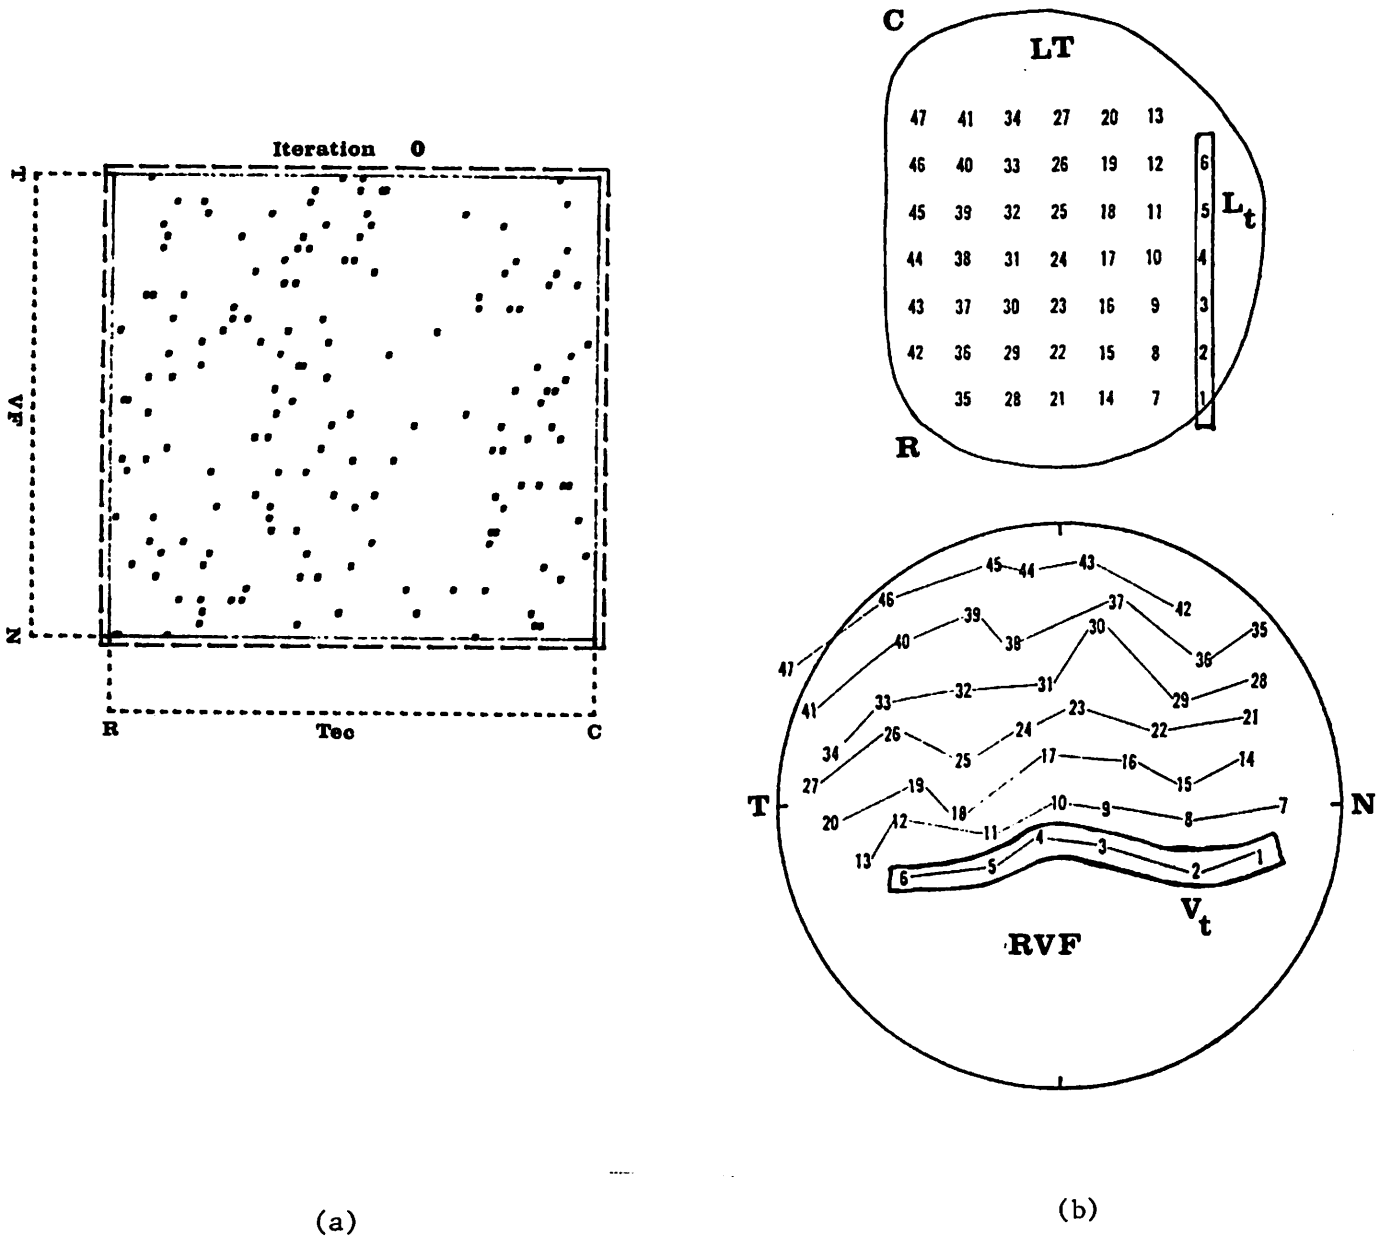 Iteration 0
T
VF
N
R Tec C
(a)
C
LT
47 41 34 27 20 13
46 40 33 26 19 12 6
45 39 32 25 18 11 5 Lt
44 38 31 24 17 10 4
43 37 30 23 16 9 3
42 36 29 22 15 8 2
35 28 21 14 7 1
R
45 44 43
46 42
39 37
40 38 30 35
47 36
33 32 31 28
41 29
26 24 23 22 21
34 25
27 19 17 16 15 14
T 20 12 18 11 10 9 8 7 N
13 6 5 4 3 2 1
Vt
RVF
(b)